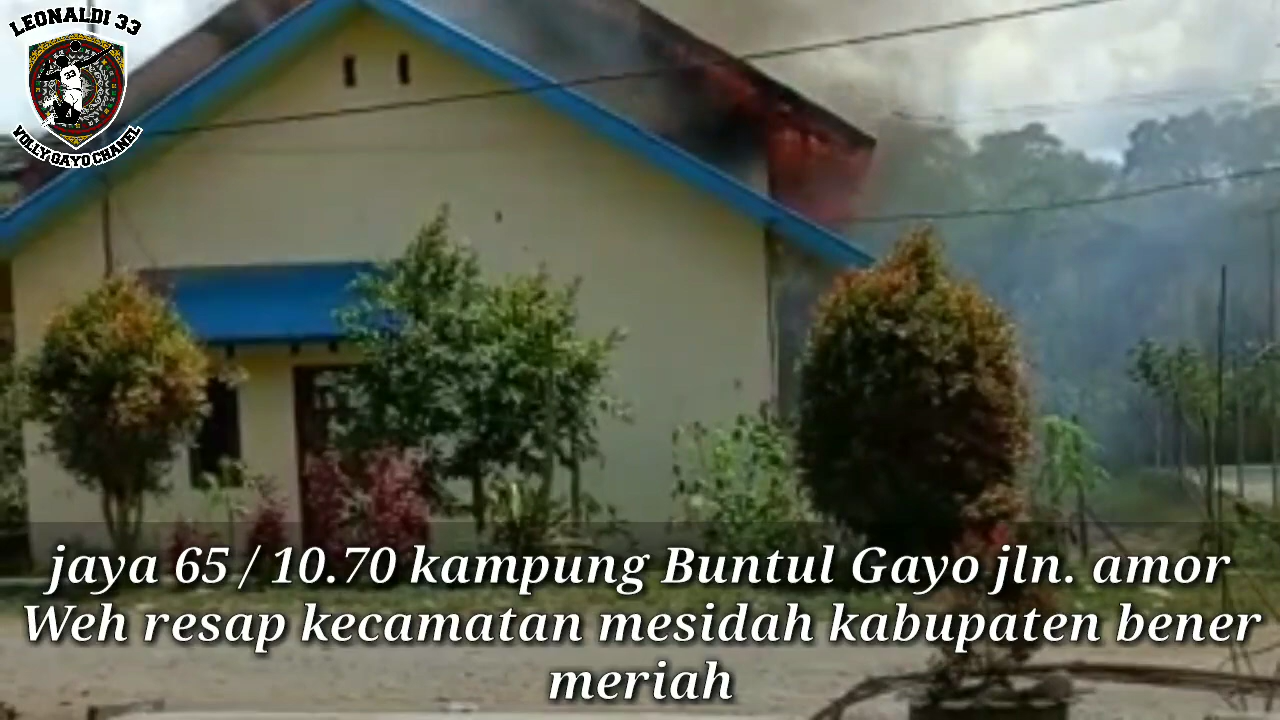 LEONALDI 33
VOLLY GAYO CHANEL
jaya 65 / 10.70 kampung Buntul Gayo jln. amor
Weh resap kecamatan mesidah kabupaten bener
meriah